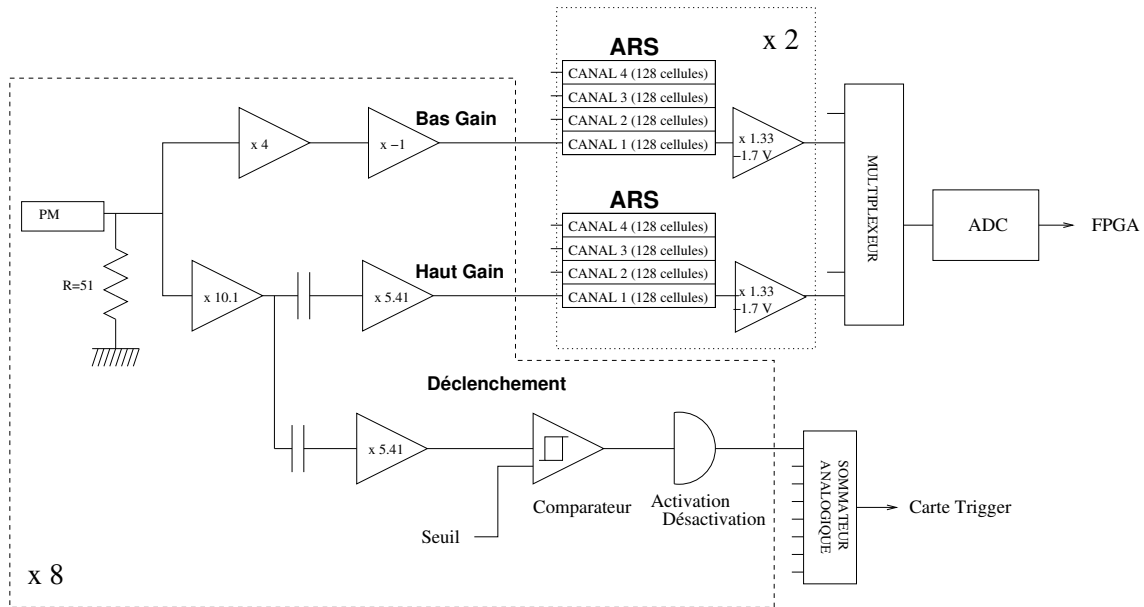 x 2
ARS
CANAL 4 (128 cellules)
CANAL 3 (128 cellules)
CANAL 2 (128 cellules)
CANAL 1 (128 cellules)
Bas Gain
x 4
x −1
x 1.33
−1.7 V
MULTIPLEXEUR
PM
R=51
ARS
CANAL 4 (128 cellules)
CANAL 3 (128 cellules)
CANAL 2 (128 cellules)
CANAL 1 (128 cellules)
ADC
FPGA
Haut Gain
x 10.1
x 5.41
x 1.33
−1.7 V
Déclenchement
x 5.41
Comparateur
Activation
Désactivation
Seuil
SOMMATEUR
ANALOGIQUE
Carte Trigger
x 8